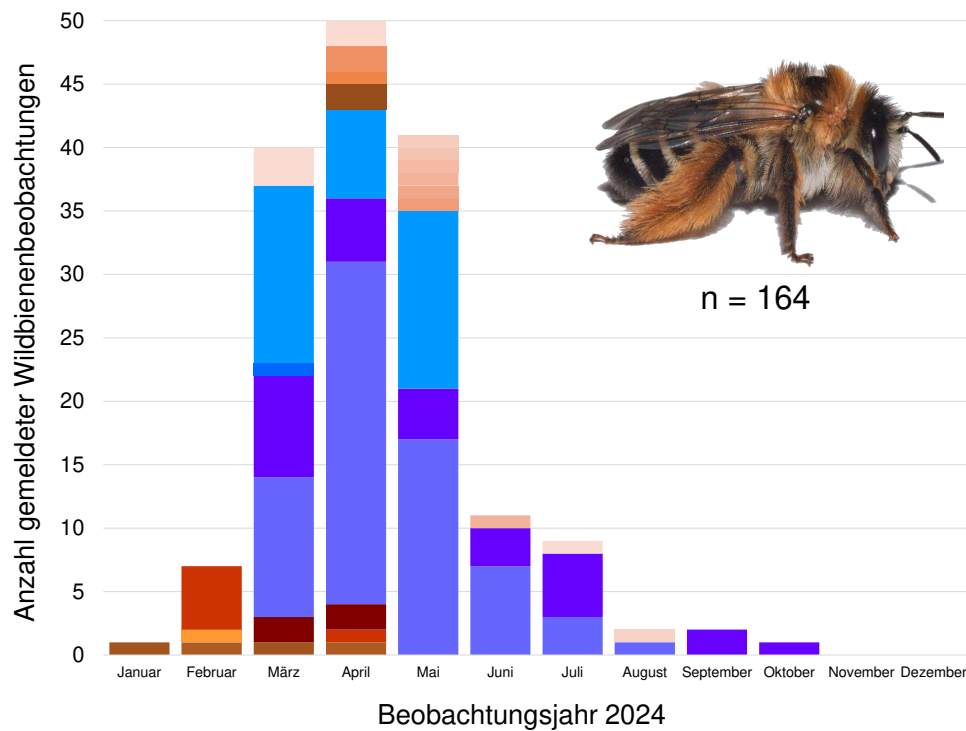 Anzahl gemeldeter Wildbienenbeobachtungen
50
45
40
35
30
25
20
15
10
5
0
n = 164
Januar Februar März April Mai Juni Juli August September Oktober November Dezember
Beobachtungsjahr 2024